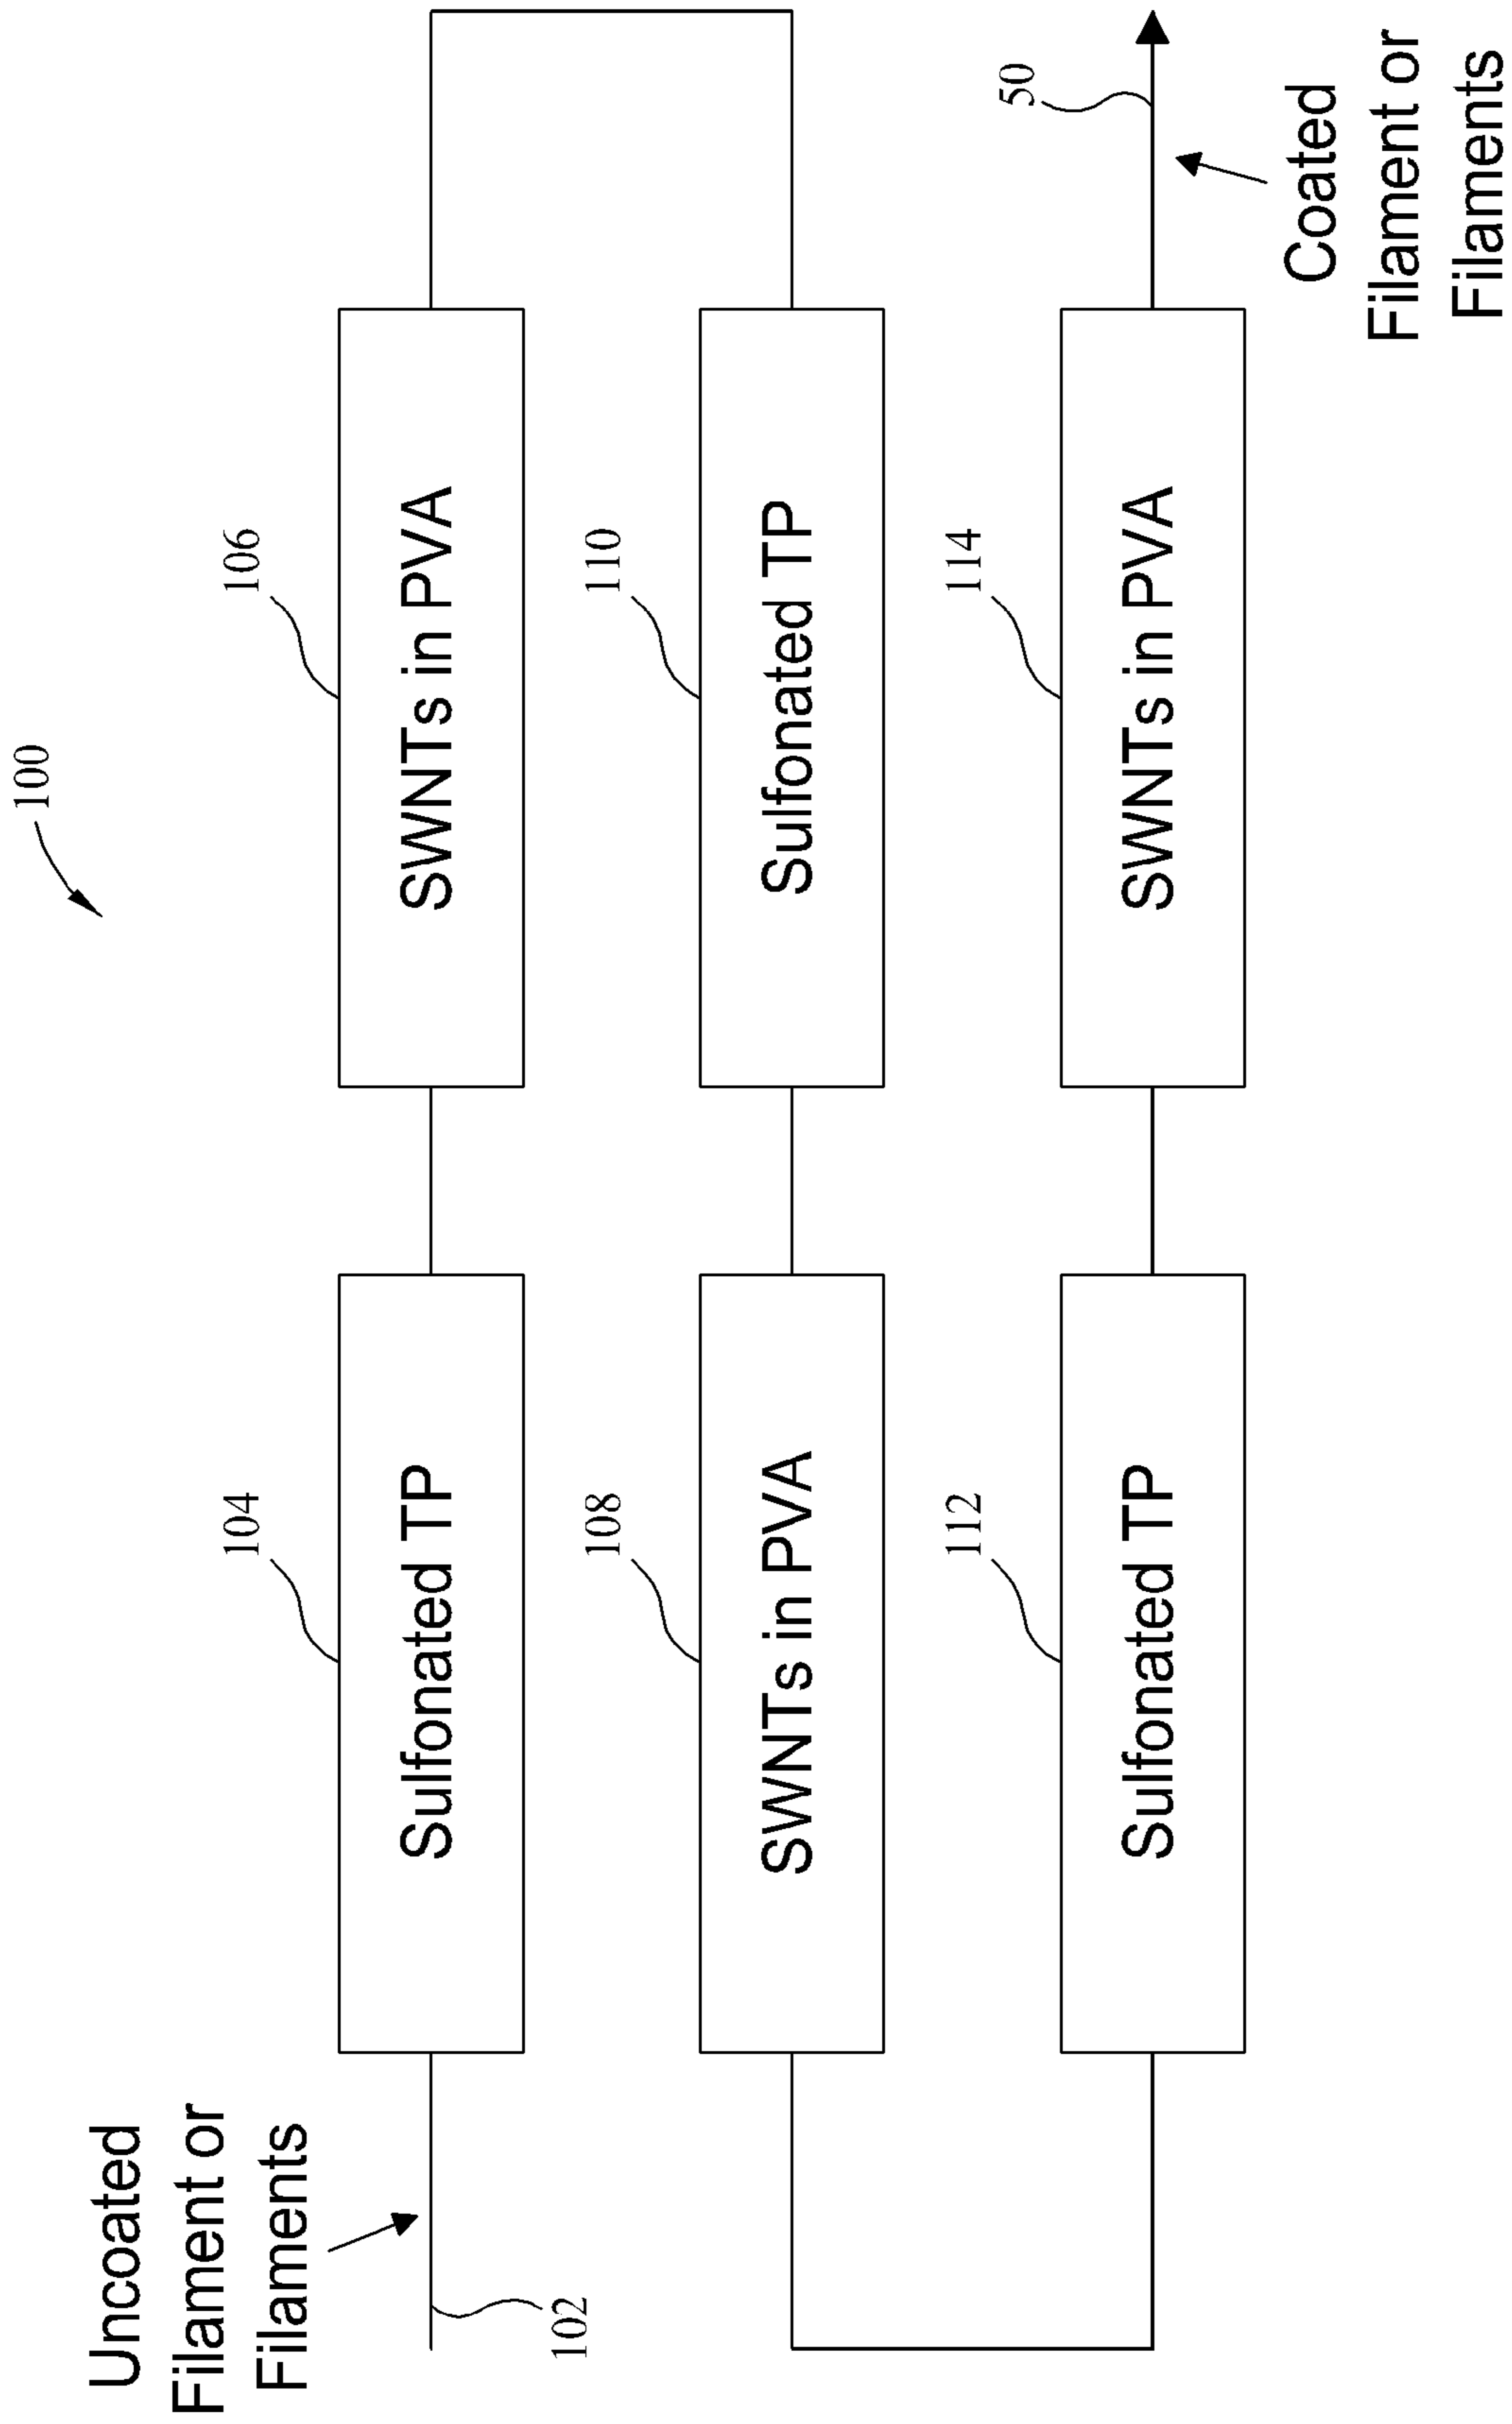 100
Uncoated
Filament or
Filaments
102
104
Sulfonated TP
106
SWNTs in PVA
108
SWNTs in PVA
110
Sulfonated TP
112
Sulfonated TP
114
SWNTs in PVA
50
Coated
Filament or
Filaments